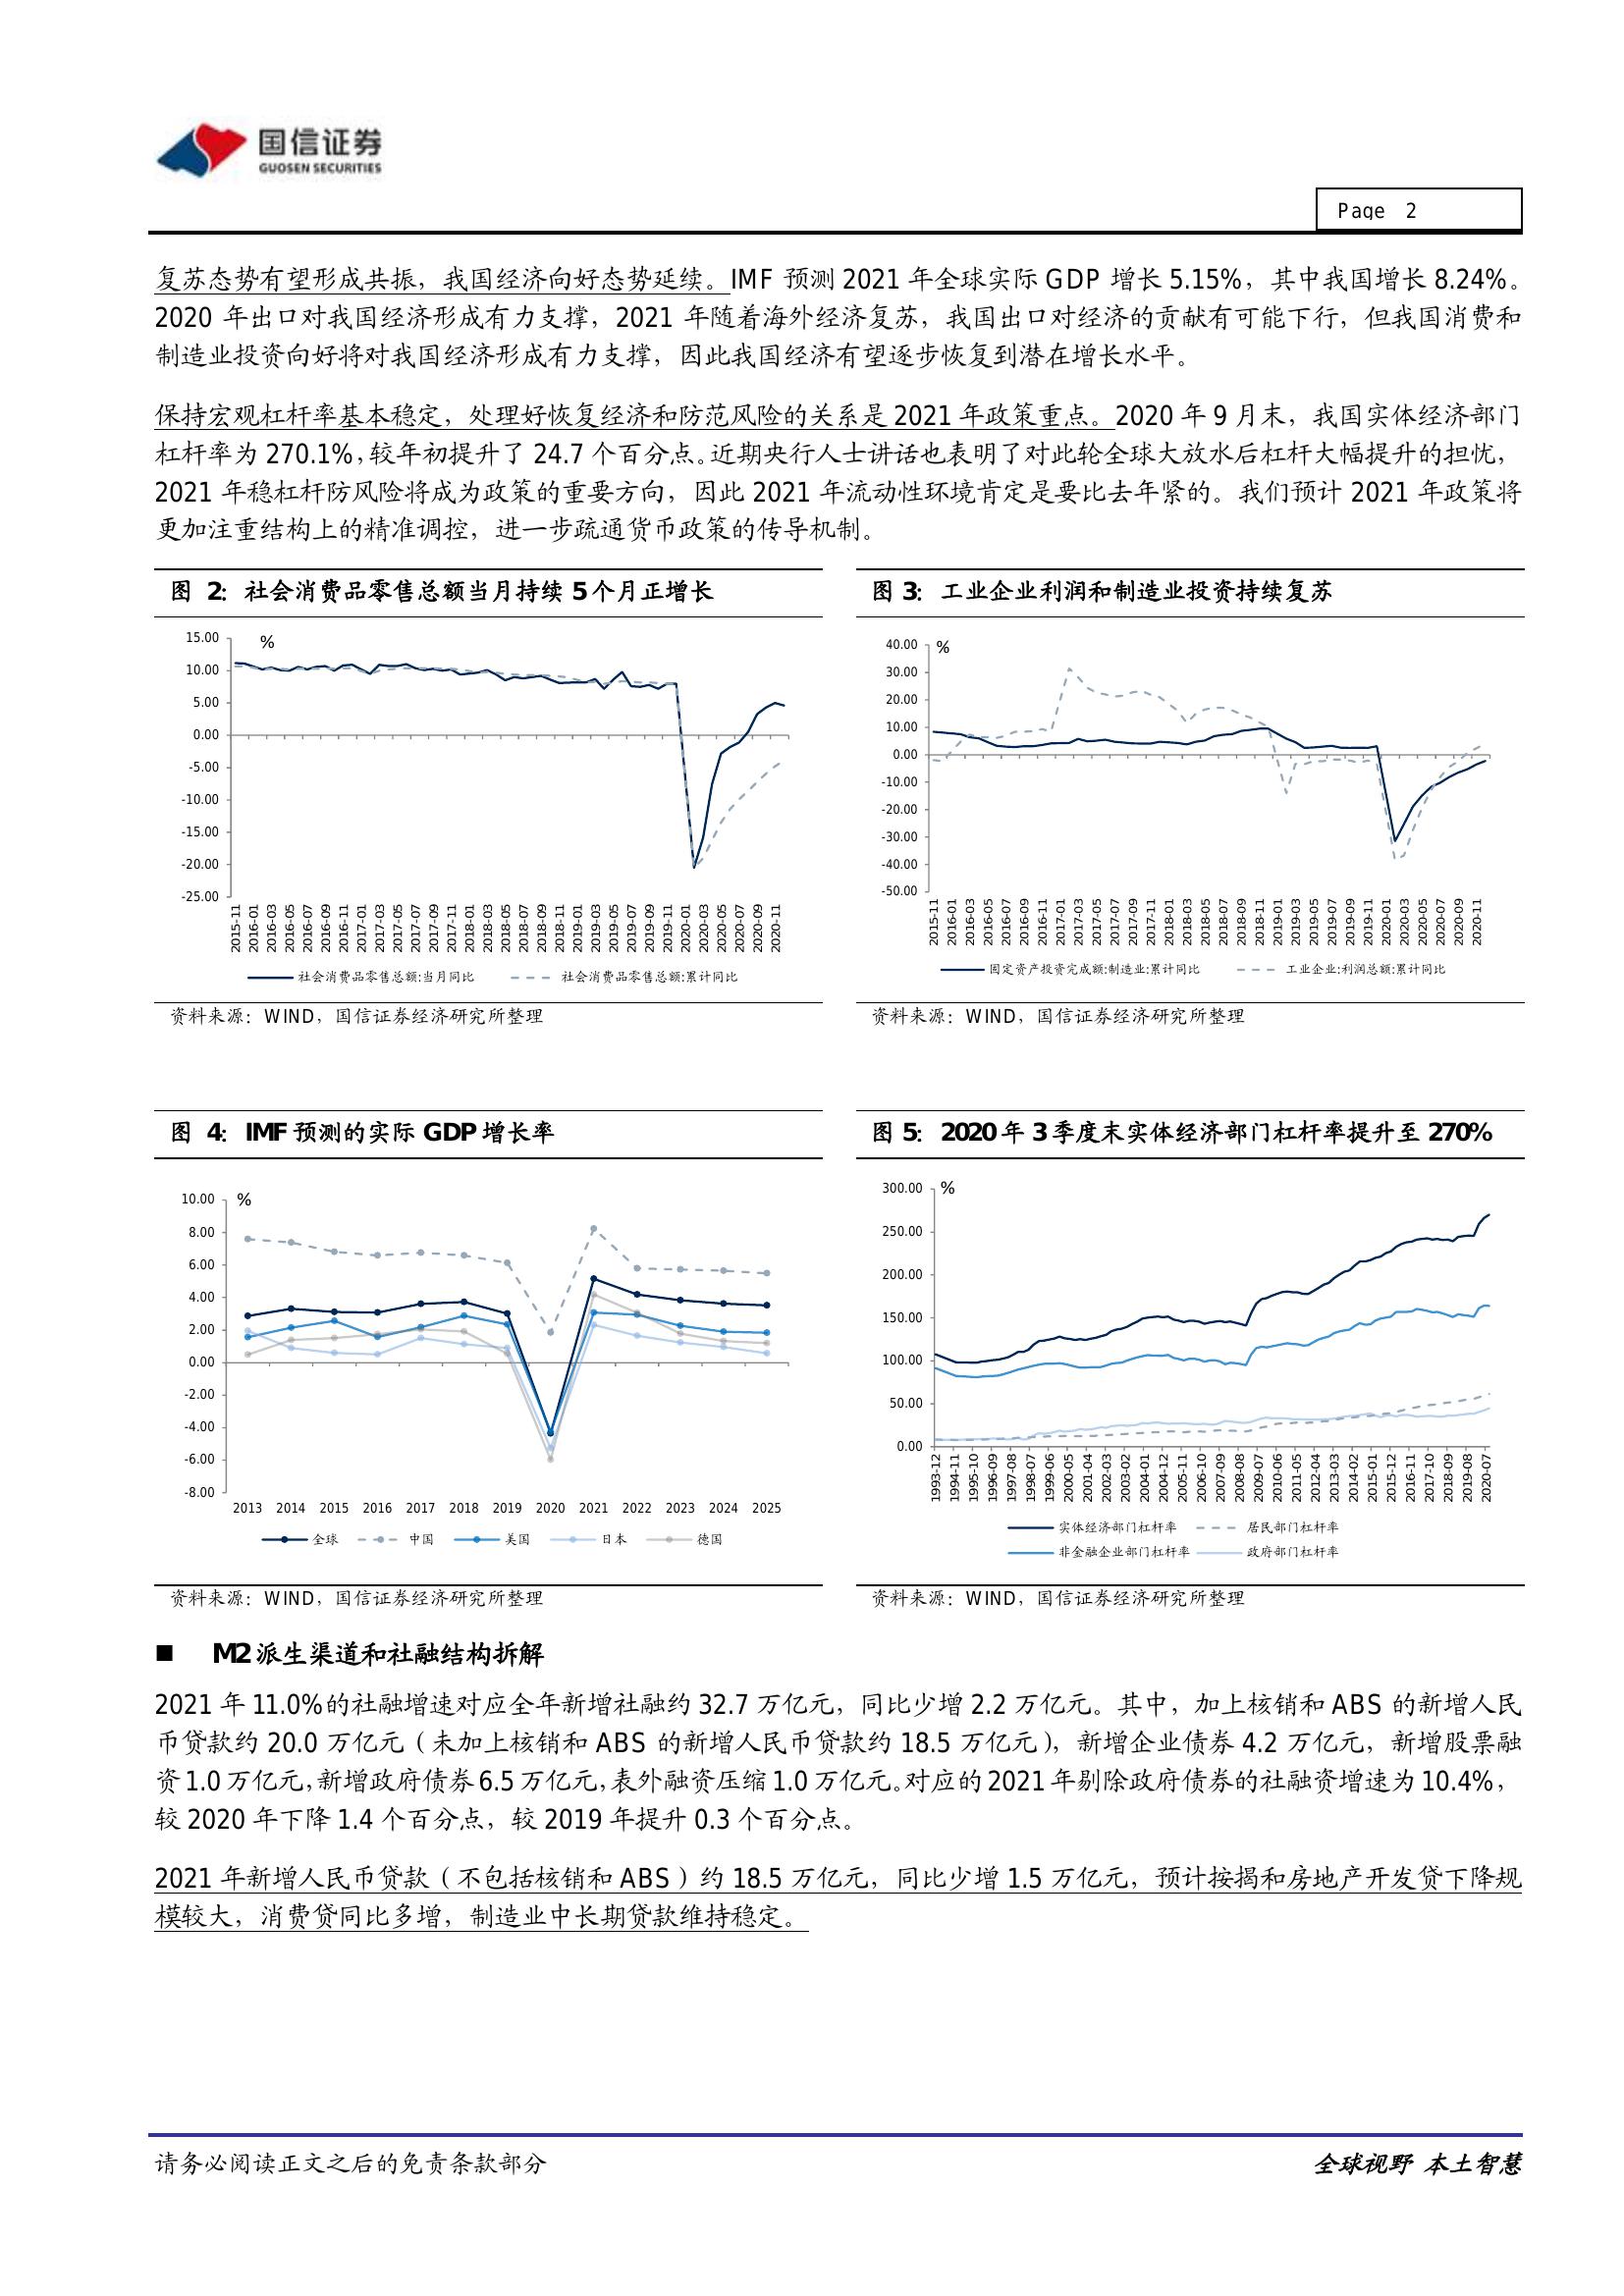 国信证券
GUOSEN SECURITIES
Page 2
复苏态势有望形成共振，我国经济向好态势延续。IMF 预测 2021 年全球实际 GDP 增长 5.15%，其中我国增长 8.24%。
2020 年出口对我国经济形成有力支撑，2021 年随着海外经济复苏，我国出口对经济的贡献有可能下行，但我国消费和
制造业投资向好将对我国经济形成有力支撑，因此我国经济有望逐步恢复到潜在增长水平。
保持宏观杠杆率基本稳定，处理好恢复经济和防范风险的关系是 2021 年政策重点。2020 年 9 月末，我国实体经济部门
杠杆率为 270.1%，较年初提升了 24.7 个百分点。近期央行人士讲话也表明了对此轮全球大放水后杠杆大幅提升的担忧，
2021 年稳杠杆防风险将成为政策的重要方向，因此 2021 年流动性环境肯定是要比去年紧的。我们预计 2021 年政策将
更加注重结构上的精准调控，进一步疏通货币政策的传导机制。
图 2：社会消费品零售总额当月持续 5 个月正增长
%
15.00
10.00
5.00
0.00
-5.00
-10.00
-15.00
-20.00
-25.00
2015-11 2016-01 2016-03 2016-05 2016-07 2016-09 2016-11 2017-01 2017-03 2017-05 2017-07 2017-09 2017-11 2018-01 2018-03 2018-05 2018-07 2018-09 2018-11 2019-01 2019-03 2019-05 2019-07 2019-09 2019-11 2020-01 2020-03 2020-05 2020-07 2020-09 2020-11
社会消费品零售总额:当月同比 社会消费品零售总额:累计同比
资料来源：WIND，国信证券经济研究所整理
图 3：工业企业利润和制造业投资持续复苏
%
40.00
30.00
20.00
10.00
0.00
-10.00
-20.00
-30.00
-40.00
-50.00
2015-11 2016-01 2016-03 2016-05 2016-07 2016-09 2016-11 2017-01 2017-03 2017-05 2017-07 2017-09 2017-11 2018-01 2018-03 2018-05 2018-07 2018-09 2018-11 2019-01 2019-03 2019-05 2019-07 2019-09 2019-11 2020-01 2020-03 2020-05 2020-07 2020-09 2020-11
固定资产投资完成额:制造业:累计同比 工业企业:利润总额:累计同比
资料来源：WIND，国信证券经济研究所整理
图 4：IMF 预测的实际 GDP 增长率
%
10.00
8.00
6.00
4.00
2.00
0.00
-2.00
-4.00
-6.00
-8.00
2013 2014 2015 2016 2017 2018 2019 2020 2021 2022 2023 2024 2025
全球 中国 美国 日本 德国
资料来源：WIND，国信证券经济研究所整理
图 5：2020 年 3 季度末实体经济部门杠杆率提升至 270%
%
300.00
250.00
200.00
150.00
100.00
50.00
0.00
1993-12 1994-11 1995-10 1996-09 1997-08 1998-07 1999-06 2000-05 2001-04 2002-03 2003-02 2004-01 2004-12 2005-11 2006-10 2007-09 2008-08 2009-07 2010-06 2011-05 2012-04 2013-03 2014-02 2015-01 2015-12 2016-11 2017-10 2018-09 2019-08 2020-07
实体经济部门杠杆率 居民部门杠杆率
非金融企业部门杠杆率 政府部门杠杆率
资料来源：WIND，国信证券经济研究所整理
■ M2 派生渠道和社融结构拆解
2021 年 11.0%的社融增速对应全年新增社融约 32.7 万亿元，同比少增 2.2 万亿元。其中，加上核销和 ABS 的新增人民
币贷款约 20.0 万亿元（未加上核销和 ABS 的新增人民币贷款约 18.5 万亿元），新增企业债券 4.2 万亿元，新增股票融
资 1.0 万亿元，新增政府债券 6.5 万亿元，表外融资压缩 1.0 万亿元。对应的 2021 年剔除政府债券的社融资增速为 10.4%，
较 2020 年下降 1.4 个百分点，较 2019 年提升 0.3 个百分点。
2021 年新增人民币贷款（不包括核销和 ABS）约 18.5 万亿元，同比少增 1.5 万亿元，预计按揭和房地产开发贷下降规
模较大，消费贷同比多增，制造业中长期贷款维持稳定。
请务必阅读正文之后的免责条款部分
全球视野 本土智慧